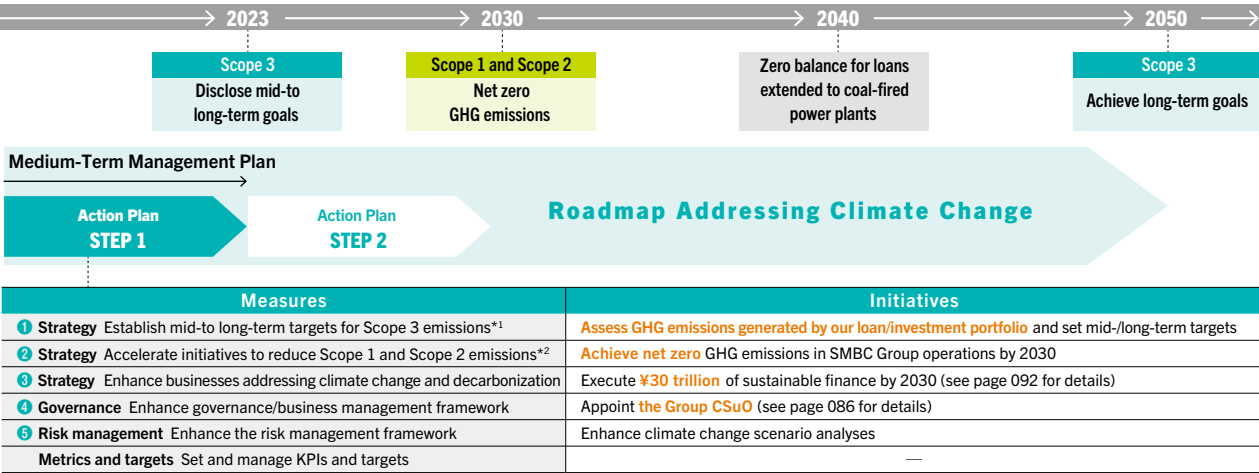 2023 2030 2040 2050
Scope 3
Disclose mid-to
long-term goals
Scope 1 and Scope 2
Net zero
GHG emissions
Zero balance for loans
extended to coal-fired
power plants
Scope 3
Achieve long-term goals
Medium-Term Management Plan
Action Plan
STEP 1
Action Plan
STEP 2
Roadmap Addressing Climate Change
Measures Initiatives
1 Strategy Establish mid-to long-term targets for Scope 3 emissions*1 Assess GHG emissions generated by our loan/investment portfolio and set mid-/long-term targets
2 Strategy Accelerate initiatives to reduce Scope 1 and Scope 2 emissions*2 Achieve net zero GHG emissions in SMBC Group operations by 2030
3 Strategy Enhance businesses addressing climate change and decarbonization Execute ¥30 trillion of sustainable finance by 2030 (see page 092 for details)
4 Governance Enhance governance/business management framework Appoint the Group CSuO (see page 086 for details)
5 Risk management Enhance the risk management framework Enhance climate change scenario analyses
Metrics and targets Set and manage KPIs and targets —